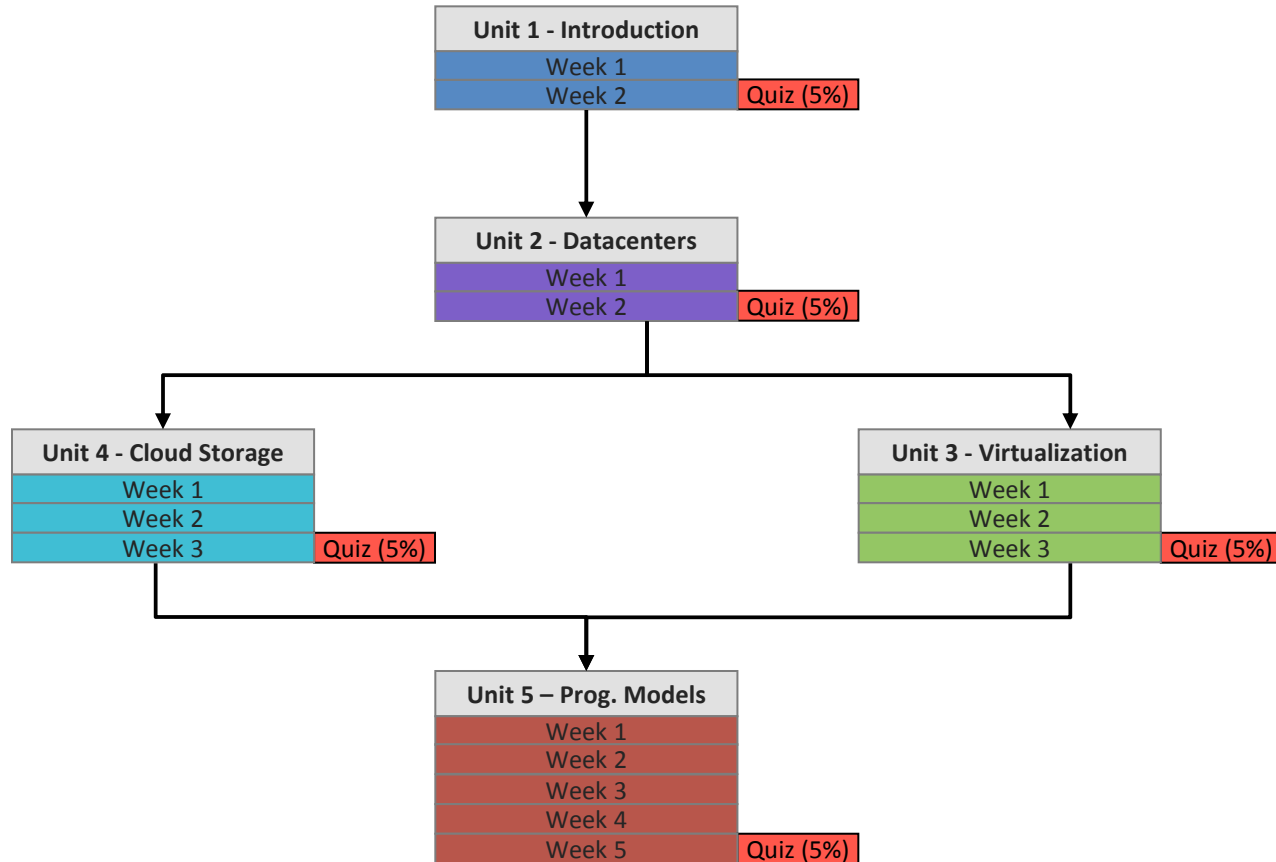 Unit 1 - Introduction
Week 1
Week 2 Quiz (5%)
Unit 2 - Datacenters
Week 1
Week 2 Quiz (5%)
Unit 4 - Cloud Storage
Week 1
Week 2
Week 3 Quiz (5%)
Unit 3 - Virtualization
Week 1
Week 2
Week 3 Quiz (5%)
Unit 5 – Prog. Models
Week 1
Week 2
Week 3
Week 4
Week 5 Quiz (5%)